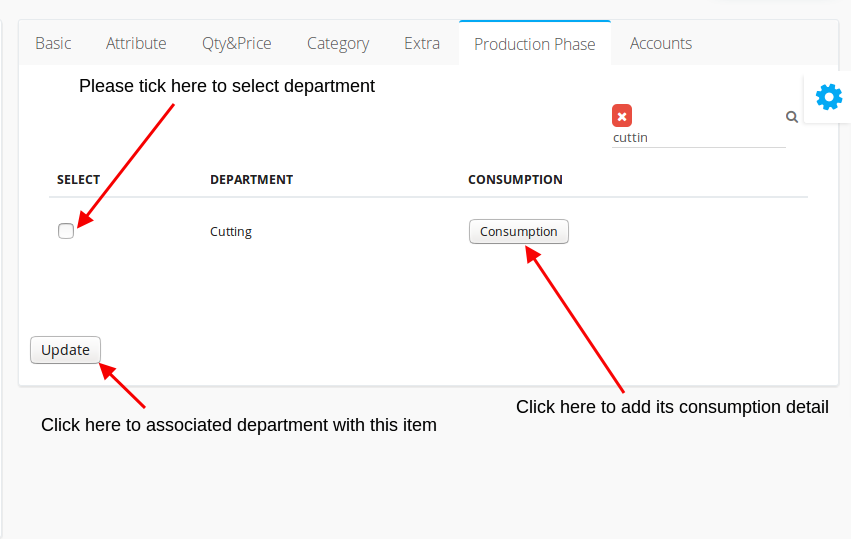 Basic Attribute Qty&Price Category Extra Production Phase Accounts
Please tick here to select department
cuttin
SELECT DEPARTMENT CONSUMPTION
Cutting Consumption
Update
Click here to add its consumption detail
Click here to associated department with this item